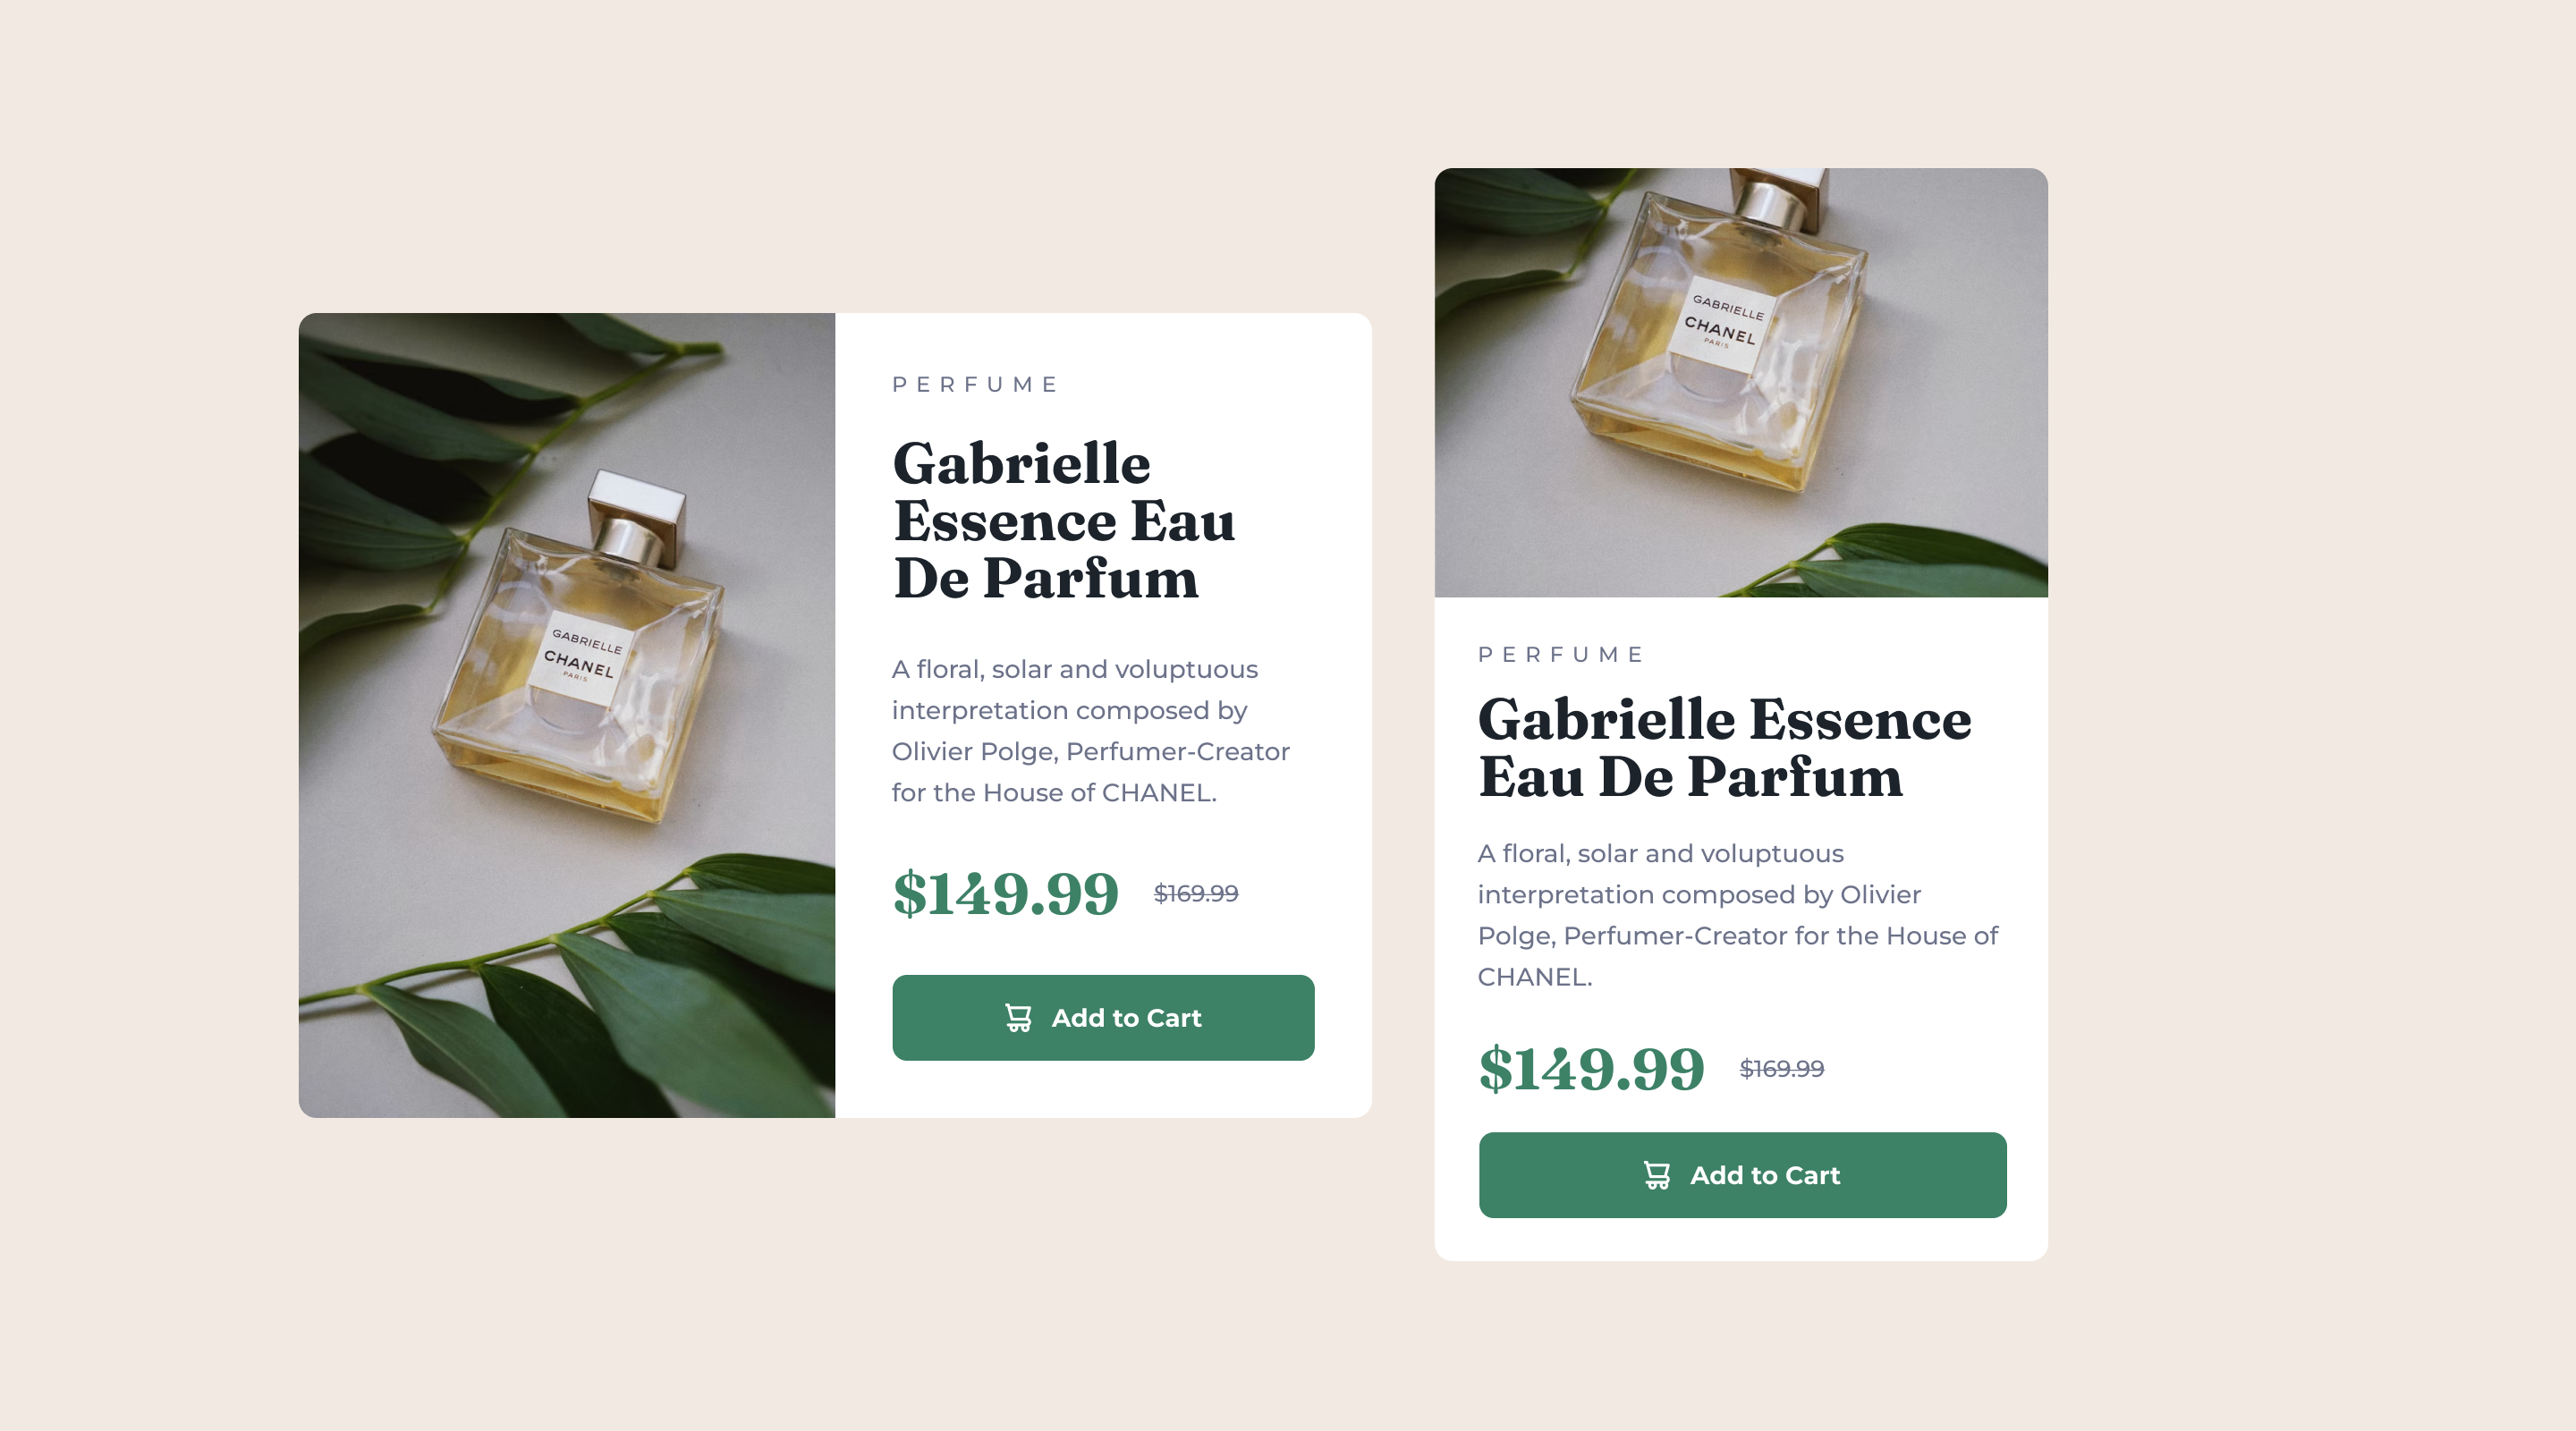 GABRIELLE
CHANEL
PARIS
PERFUME
Gabrielle
Essence Eau
De Parfum
A floral, solar and voluptuous
interpretation composed by
Olivier Polge, Perfumer-Creator
for the House of CHANEL.
$149.99 $169.99
Add to Cart
GABRIELLE
CHANEL
PARIS
PERFUME
Gabrielle Essence
Eau De Parfum
A floral, solar and voluptuous
interpretation composed by Olivier
Polge, Perfumer-Creator for the House of
CHANEL.
$149.99 $169.99
Add to Cart